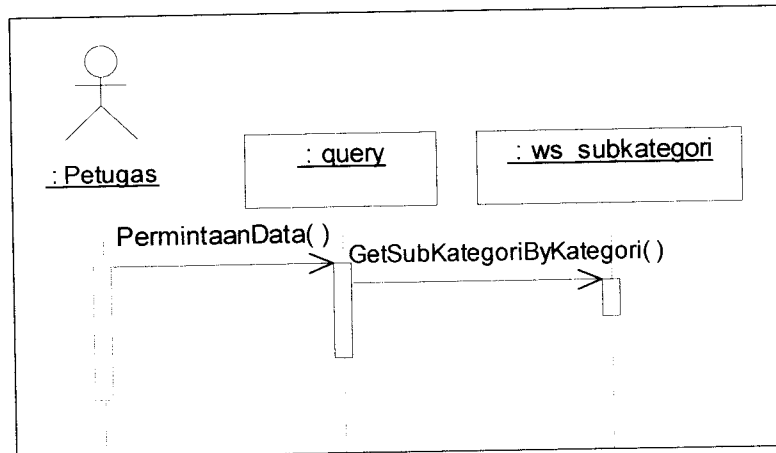 : Petugas
: query
: ws_subkategori
PermintaanData( )
GetSubKategoriByKategori( )